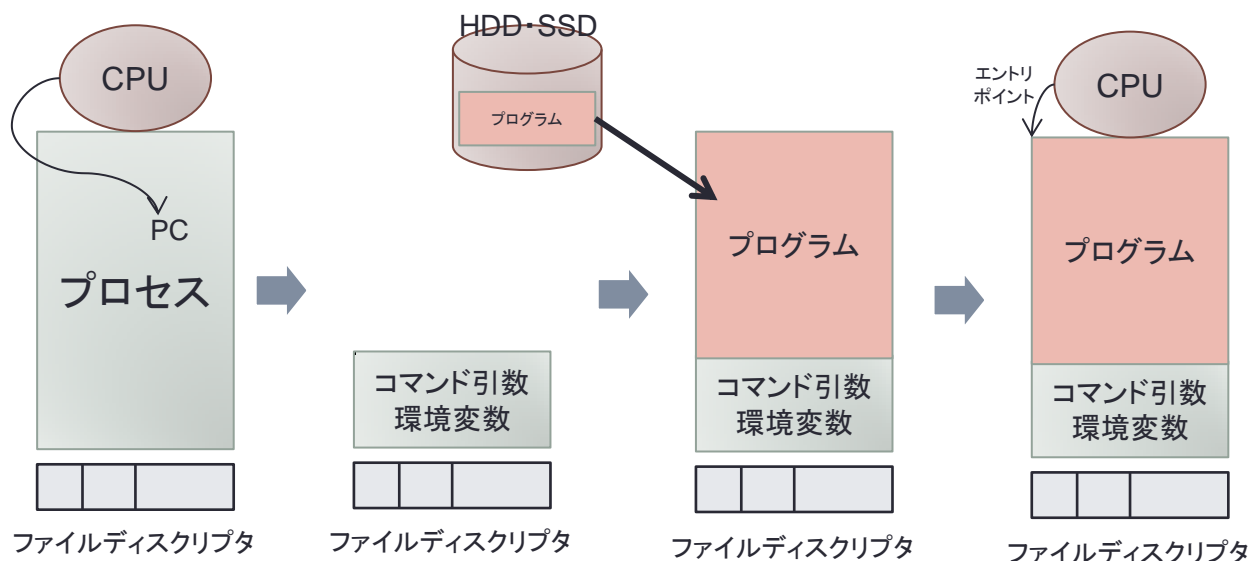 CPU
PC
プロセス
ファイルディスクリプタ
コマンド引数
環境変数
ファイルディスクリプタ
HDD・SSD
プログラム
プログラム
コマンド引数
環境変数
ファイルディスクリプタ
エントリ
ポイント
CPU
プログラム
コマンド引数
環境変数
ファイルディスクリプタ